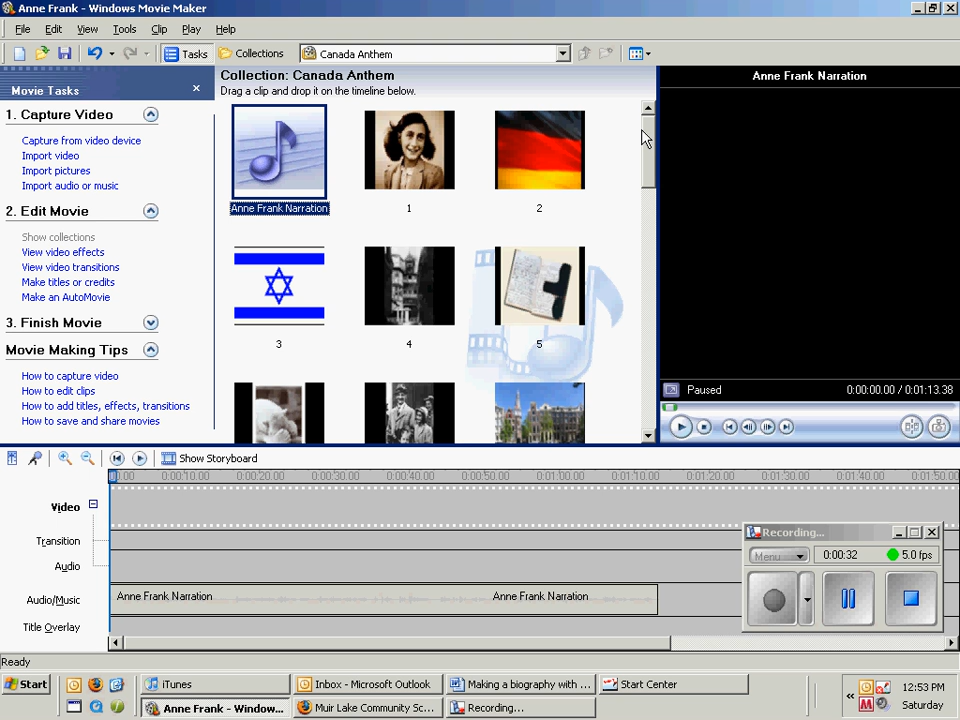 Anne Frank - Windows Movie Maker
File Edit View Tools Clip Play Help
Tasks Collections Canada Anthem
Movie Tasks
1. Capture Video
Capture from video device
Import video
Import pictures
Import audio or music
2. Edit Movie
Show collections
View video effects
View video transitions
Make titles or credits
Make an AutoMovie
3. Finish Movie
Movie Making Tips
How to capture video
How to edit clips
How to add titles, effects, transitions
How to save and share movies
Collection: Canada Anthem
Drag a clip and drop it on the timeline below.
Anne Frank Narration 1 2
3 4 5
Anne Frank Narration
Paused 0:00:00.00 / 0:01:13.38
Show Storyboard
0:00:10.00 0:00:20.00 0:00:30.00 0:00:40.00 0:00:50.00 0:01:00.00 0:01:10.00 0:01:20.00 0:01:30.00 0:01:40.00 0:01:50.00
Video
Transition
Audio
Audio/Music Anne Frank Narration Anne Frank Narration
Title Overlay
Recording...
Menu 0:00:32 5.0 fps
Ready
Start iTunes Inbox - Microsoft Outlook Making a biography with ... Start Center 12:53 PM
Anne Frank - Window... Muir Lake Community Sc... Recording... Saturday